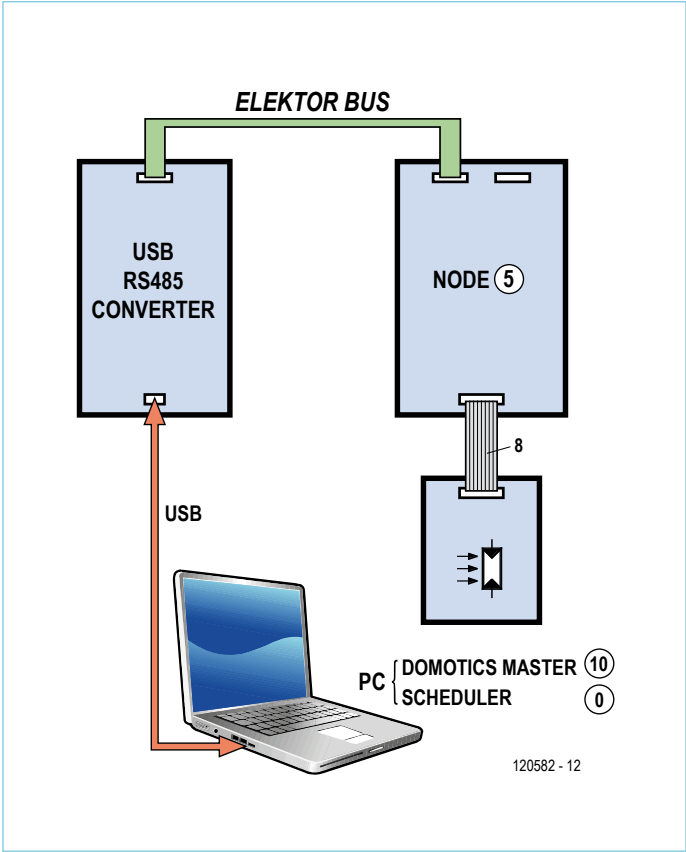 ELEKTOR BUS
USB
RS485
CONVERTER
NODE 5
8
USB
PC { DOMOTICS MASTER 10
SCHEDULER 0
120582 - 12